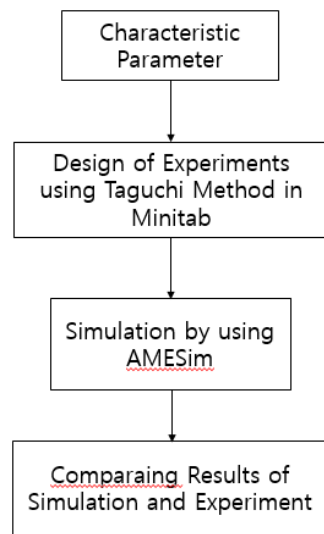 Characteristic
Parameter
Design of Experiments
using Taguchi Method in
Minitab
Simulation by using
AMESim
Comparaing Results of
Simulation and Experiment